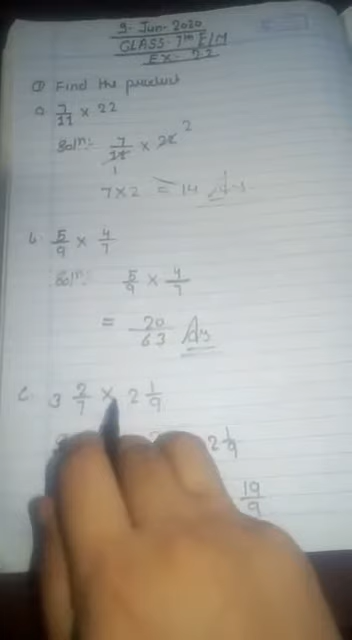 9-Jun-2020
CLASS-7th E/M
EX-22
① Find the product
a 7/11 × 22
Soln: 7/11 × 22 2
1
7×2 = 14 Ans
b. 5/9 × 4/7
Soln: 5/9 × 4/7
= 20/63 Ans
C. 3 2/7 × 2 1/9
2 1/9
19/9